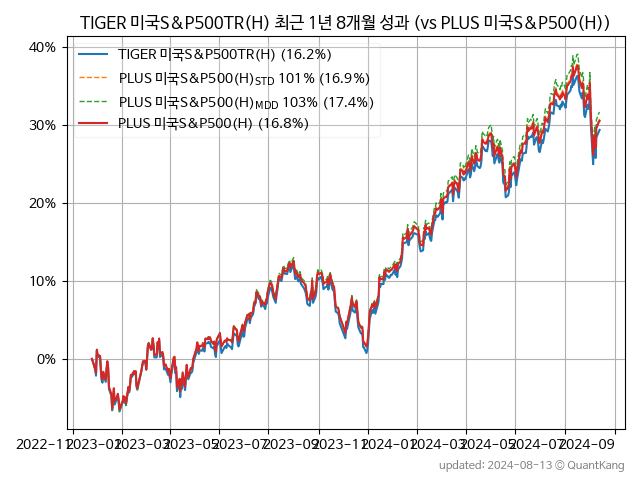 TIGER 미국S&P500TR(H) 최근 1년 8개월 성과 (vs PLUS 미국S&P500(H))
40%
30%
20%
10%
0%
TIGER 미국S&P500TR(H) (16.2%)
PLUS 미국S&P500(H)STD 101% (16.9%)
PLUS 미국S&P500(H)MDD 103% (17.4%)
PLUS 미국S&P500(H) (16.8%)
2022-11 2023-01 2023-03 2023-05 2023-07 2023-09 2023-11 2024-01 2024-03 2024-05 2024-07 2024-09
updated: 2024-08-13 © QuantKang